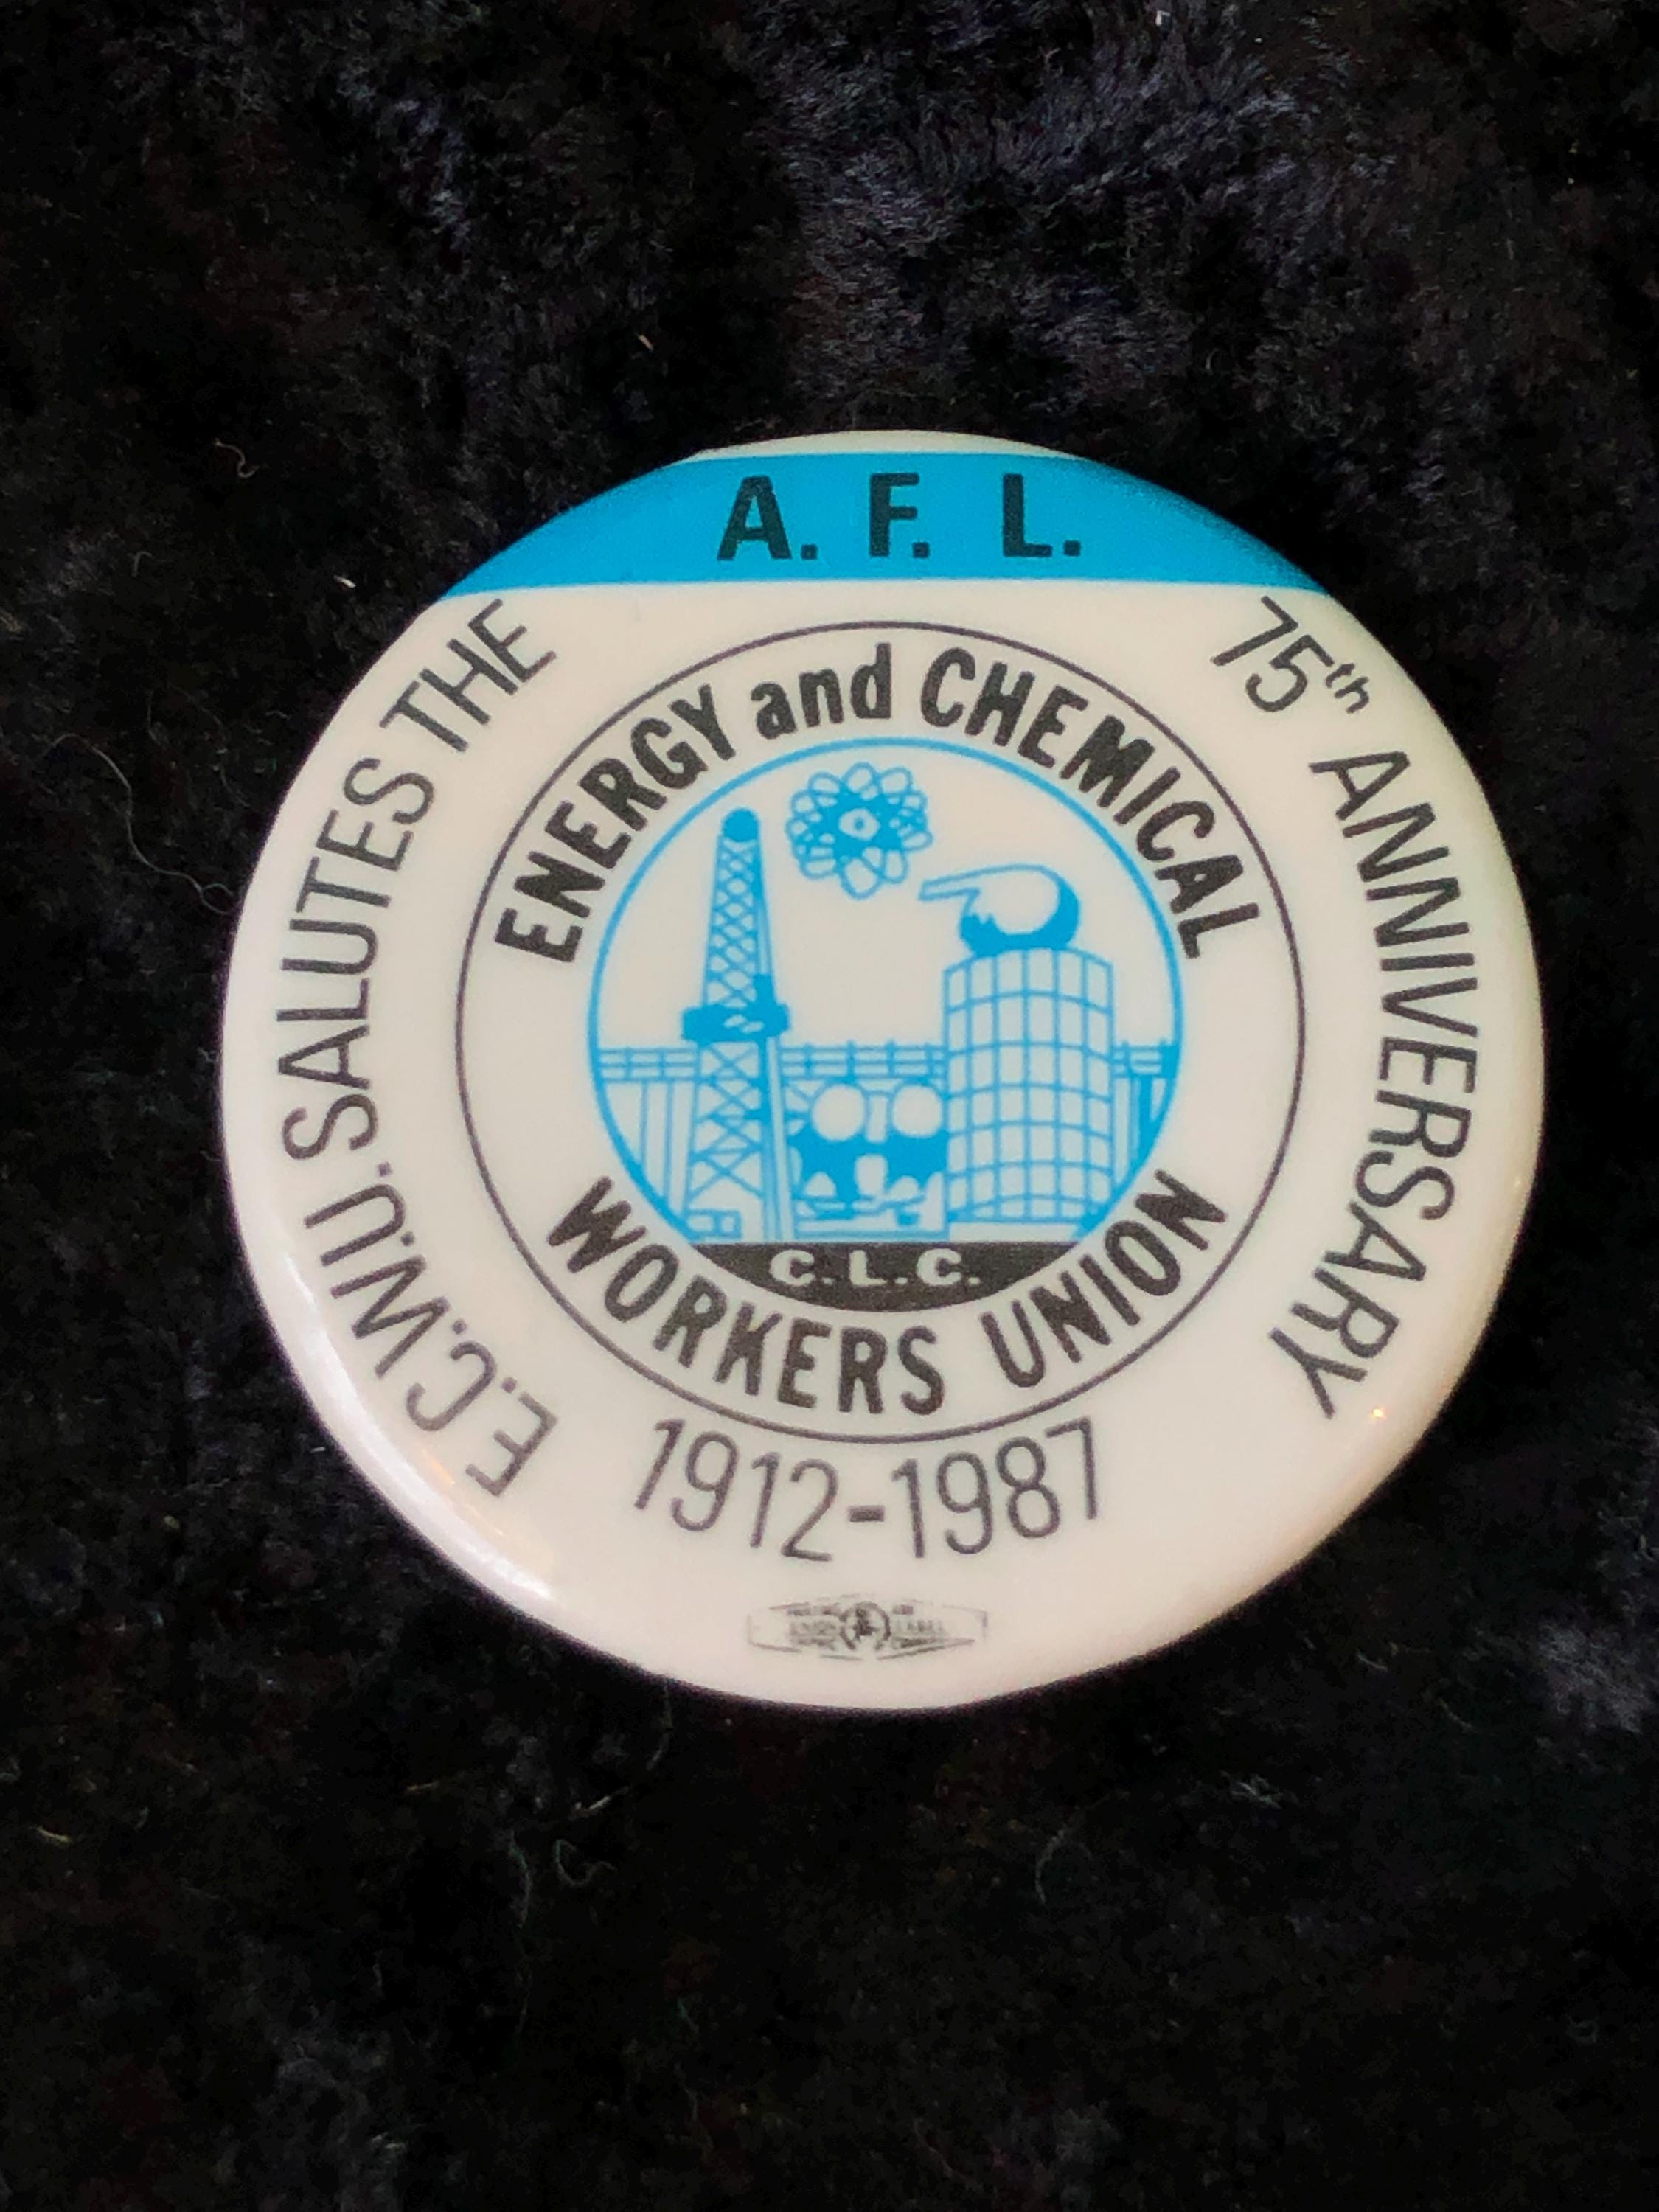 A. F. L.
E.C.W.U. SALUTES THE
75th ANNIVERSARY
ENERGY and CHEMICAL
C.L.C.
WORKERS UNION
1912-1987